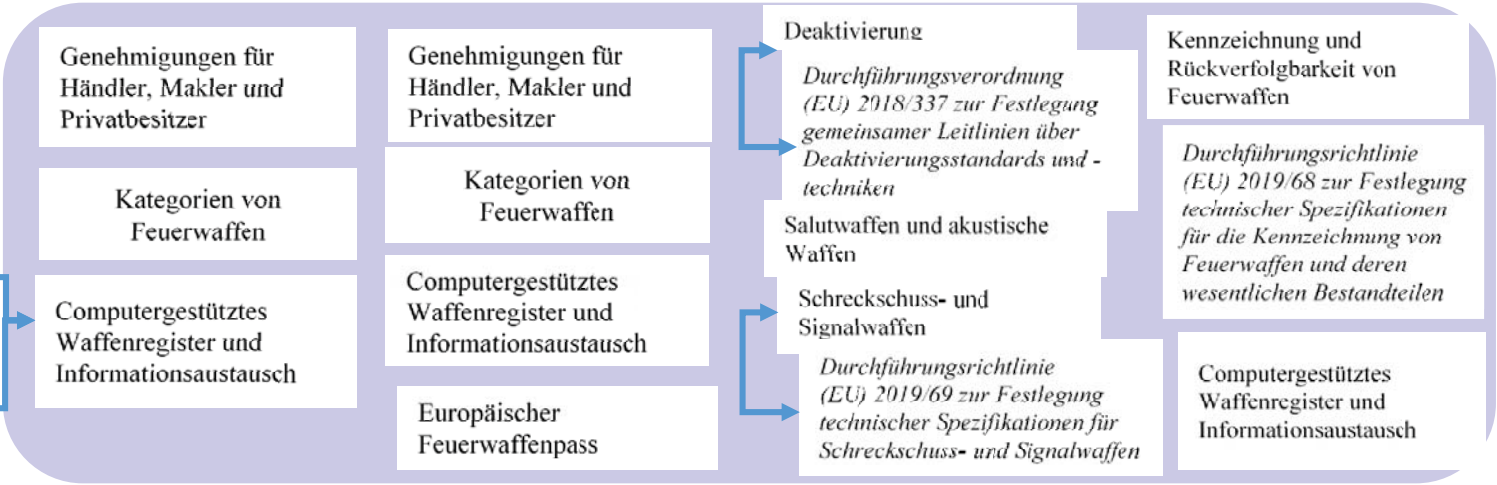 Genehmigungen für
Händler, Makler und
Privatbesitzer
Kategorien von
Feuerwaffen
Computergestütztes
Waffenregister und
Informationsaustausch
Genehmigungen für
Händler, Makler und
Privatbesitzer
Kategorien von
Feuerwaffen
Computergestütztes
Waffenregister und
Informationsaustausch
Europäischer
Feuerwaffenpass
Deaktivierung
Durchführungsverordnung
(EU) 2018/337 zur Festlegung
gemeinsamer Leitlinien über
Deaktivierungsstandards und -
techniken
Salutwaffen und akustische
Waffen
Schreckschuss- und
Signalwaffen
Durchführungsrichtlinie
(EU) 2019/69 zur Festlegung
technischer Spezifikationen für
Schreckschuss- und Signalwaffen
Kennzeichnung und
Rückverfolgbarkeit von
Feuerwaffen
Durchführungsrichtlinie
(EU) 2019/68 zur Festlegung
technischer Spezifikationen
für die Kennzeichnung von
Feuerwaffen und deren
wesentlichen Bestandteilen
Computergestütztes
Waffenregister und
Informationsaustausch